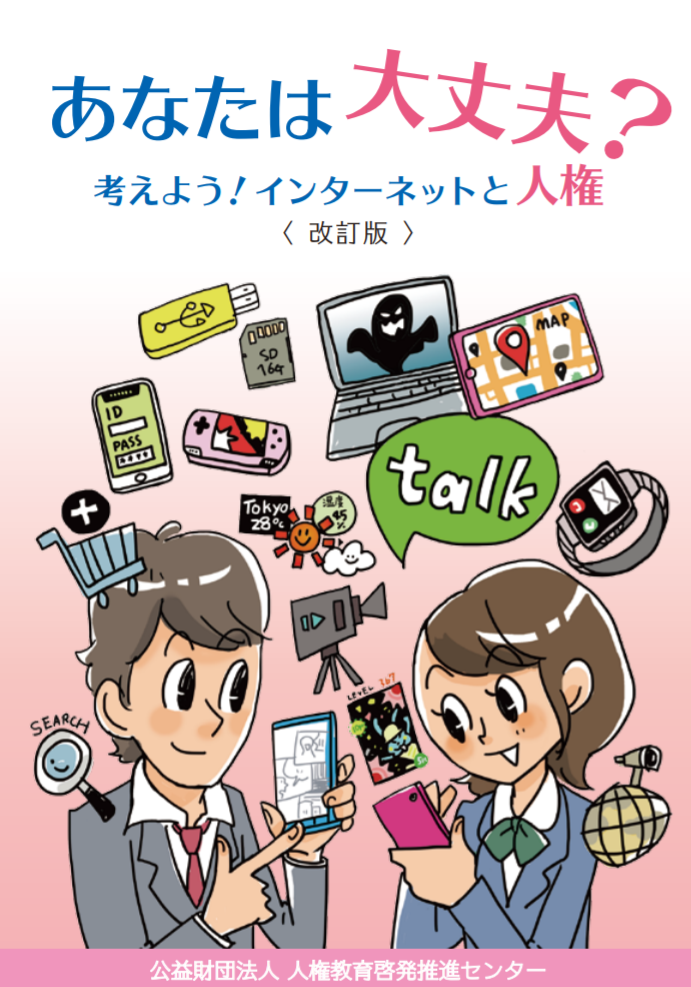 あなたは大丈夫？
考えよう！インターネットと人権
〈 改訂版 〉
SD
164
MAP
ID
PASS
****
talk
Tokyo
28℃
湿度
45
%
LEVEL
SEARCH
公益財団法人 人権教育啓発推進センター